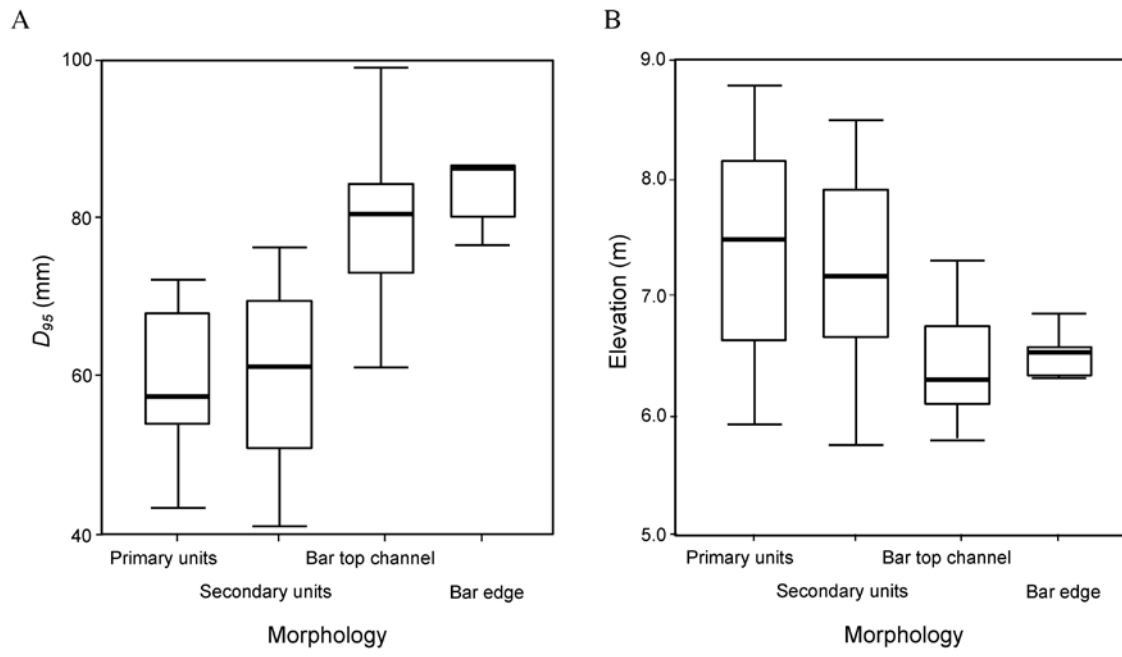 A
D95 (mm)
100
80
60
40
Primary units
Secondary units
Bar top channel
Bar edge
Morphology
B
Elevation (m)
9.0
8.0
7.0
6.0
5.0
Primary units
Secondary units
Bar top channel
Bar edge
Morphology